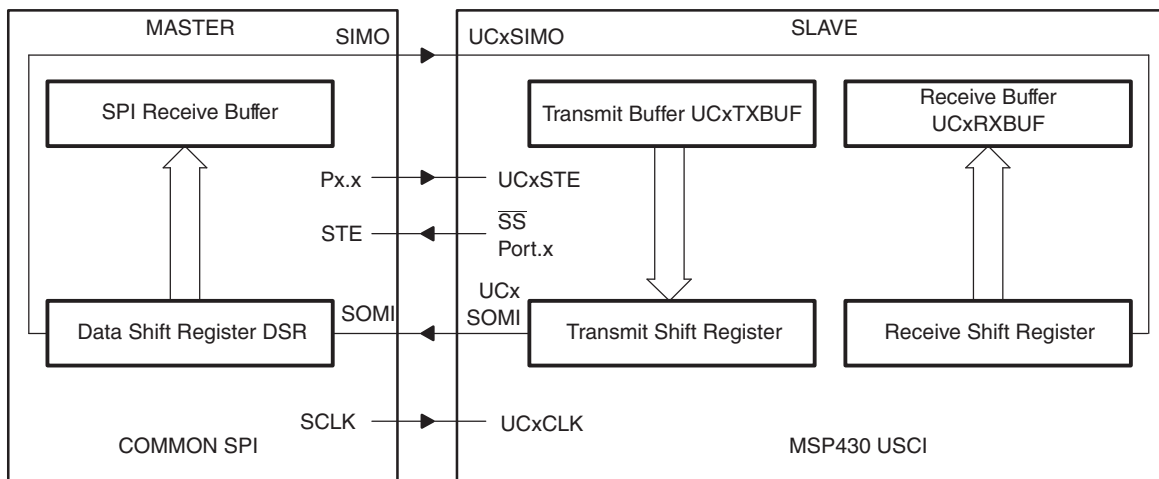 MASTER
SLAVE
SIMO
UCxSIMO
SPI Receive Buffer
Transmit Buffer UCxTXBUF
Receive Buffer
UCxRXBUF
Px.x
UCxSTE
STE
SS
Port.x
SOMI
UCx
SOMI
Data Shift Register DSR
Transmit Shift Register
Receive Shift Register
SCLK
UCxCLK
COMMON SPI
MSP430 USCI